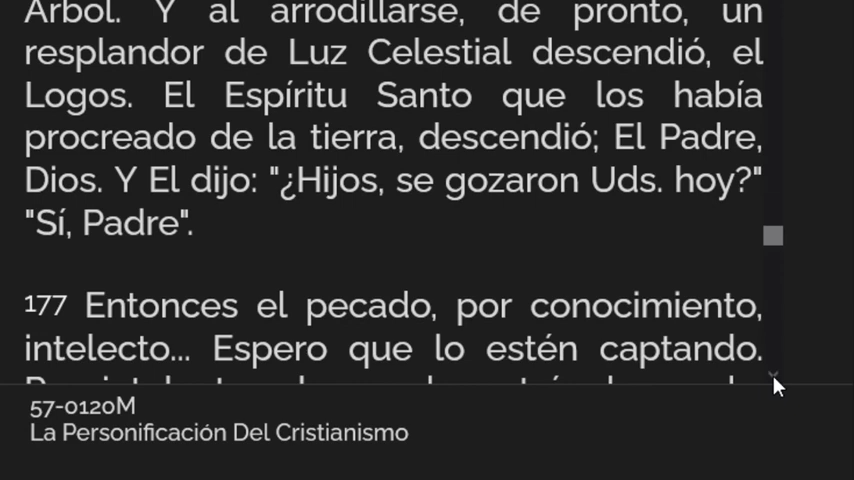 Árbol. Y al arrodillarse, de pronto, un
resplandor de Luz Celestial descendió, el
Logos. El Espíritu Santo que los había
procreado de la tierra, descendió; El Padre,
Dios. Y El dijo: "¿Hijos, se gozaron Uds. hoy?"
"Sí, Padre".
177 Entonces el pecado, por conocimiento,
intelecto... Espero que lo estén captando.
57-0120M
La Personificación Del Cristianismo